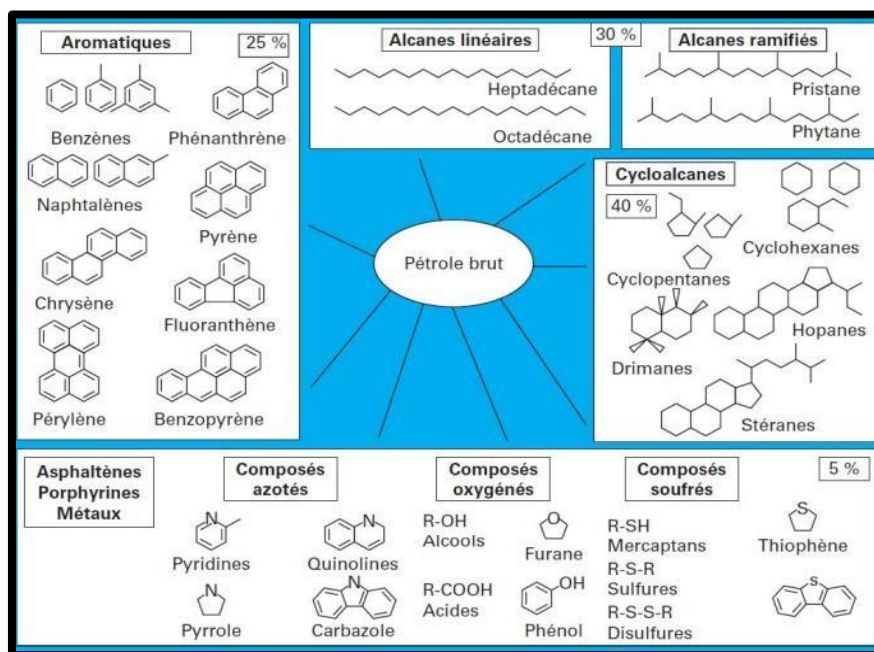 Aromatiques
25 %
Benzènes
Phénanthrène
Naphtalènes
Pyrène
Chrysène
Fluoranthène
Pérylène
Benzopyrène
Alcanes linéaires
30 %
Alcanes ramifiés
Heptadécane
Octadécane
Pristane
Phytane
Cycloalcanes
40 %
Cyclohexanes
Cyclopentanes
Hopanes
Drimanes
Stéranes
Pétrole brut
Asphaltènes
Porphyrines
Métaux
Composés
azotés
N
Pyridines
N
Quinolines
N
Pyrrole
N
Carbazole
Composés
oxygénés
R-OH
Alcools
O
Furane
R-COOH
Acides
OH
Phénol
Composés
soufrés
5 %
R-SH
Mercaptans
R-S-R
Sulfures
R-S-S-R
Disulfures
S
Thiophène
S